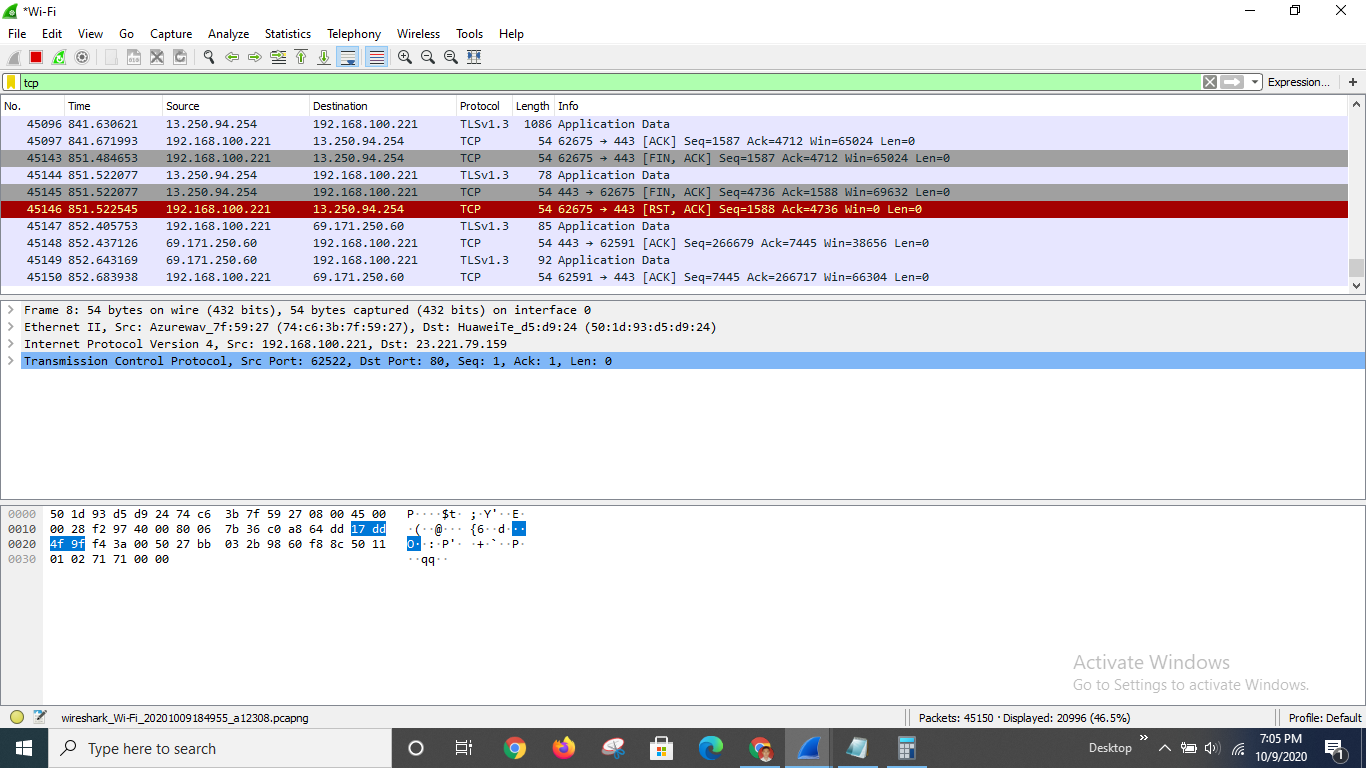 *Wi-Fi
File Edit View Go Capture Analyze Statistics Telephony Wireless Tools Help
tcp Expression... +
No. Time Source Destination Protocol Length Info
45096 841.630621 13.250.94.254 192.168.100.221 TLSv1.3 1086 Application Data
45097 841.671993 192.168.100.221 13.250.94.254 TCP 54 62675 → 443 [ACK] Seq=1587 Ack=4712 Win=65024 Len=0
45143 851.484653 192.168.100.221 13.250.94.254 TCP 54 62675 → 443 [FIN, ACK] Seq=1587 Ack=4712 Win=65024 Len=0
45144 851.522077 13.250.94.254 192.168.100.221 TLSv1.3 78 Application Data
45145 851.522077 13.250.94.254 192.168.100.221 TCP 54 443 → 62675 [FIN, ACK] Seq=4736 Ack=1588 Win=69632 Len=0
45146 851.522545 192.168.100.221 13.250.94.254 TCP 54 62675 → 443 [RST, ACK] Seq=1588 Ack=4736 Win=0 Len=0
45147 852.405753 192.168.100.221 69.171.250.60 TLSv1.3 85 Application Data
45148 852.437126 69.171.250.60 192.168.100.221 TCP 54 443 → 62591 [ACK] Seq=266679 Ack=7445 Win=38656 Len=0
45149 852.643169 69.171.250.60 192.168.100.221 TLSv1.3 92 Application Data
45150 852.683938 192.168.100.221 69.171.250.60 TCP 54 62591 → 443 [ACK] Seq=7445 Ack=266717 Win=66304 Len=0
Frame 8: 54 bytes on wire (432 bits), 54 bytes captured (432 bits) on interface 0
Ethernet II, Src: Azurewav_7f:59:27 (74:c6:3b:7f:59:27), Dst: HuaweiTe_d5:d9:24 (50:1d:93:d5:d9:24)
Internet Protocol Version 4, Src: 192.168.100.221, Dst: 23.221.79.159
Transmission Control Protocol, Src Port: 62522, Dst Port: 80, Seq: 1, Ack: 1, Len: 0
0000 50 1d 93 d5 d9 24 74 c6 3b 7f 59 27 08 00 45 00 P····$t· ;·Y'··E·
0010 00 28 f2 97 40 00 80 06 7b 36 c0 a8 64 dd 17 dd ·(··@··· {6··d···
0020 4f 9f f4 3a 00 50 27 bb 03 2b 98 60 f8 8c 50 11 O··:·P'· ·+·`··P·
0030 01 02 71 71 00 00 ··qq··
Activate Windows
Go to Settings to activate Windows.
wireshark_Wi-Fi_20201009184955_a12308.pcapng Packets: 45150 · Displayed: 20996 (46.5%) Profile: Default
Type here to search Desktop 7:05 PM
10/9/2020 1